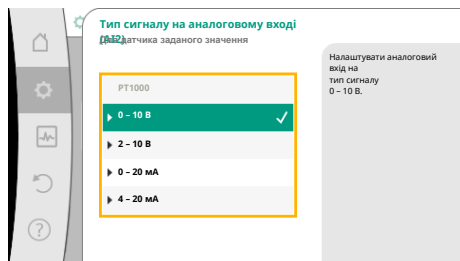 Тип сигналу на аналоговому вході
(AI2)
Для датчика заданого значення
PT1000
0 – 10 В
2 – 10 В
0 – 20 мА
4 – 20 мА
Налаштувати аналоговий
вхід на
тип сигналу
0 – 10 В.